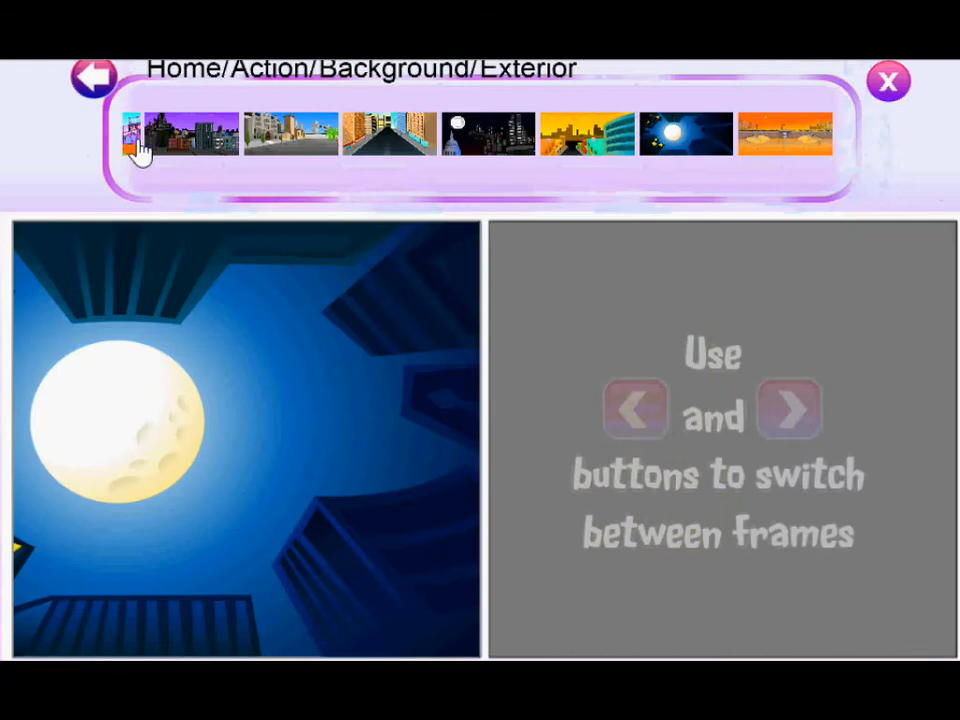 Home/Action/Background/Exterior
X
Use
and
buttons to switch
between frames